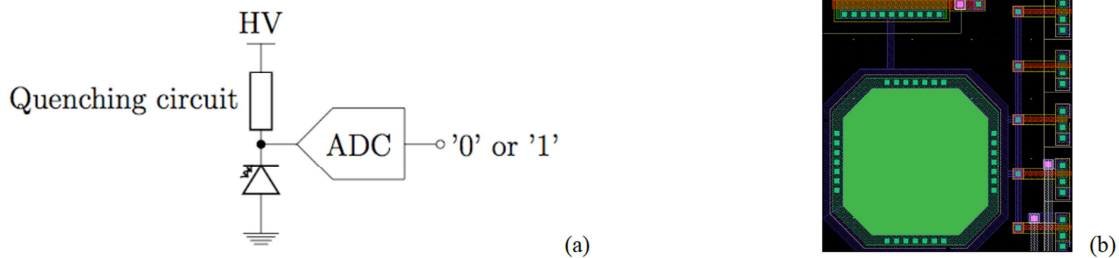 HV
Quenching circuit
ADC
'0' or '1'
(a)
(b)